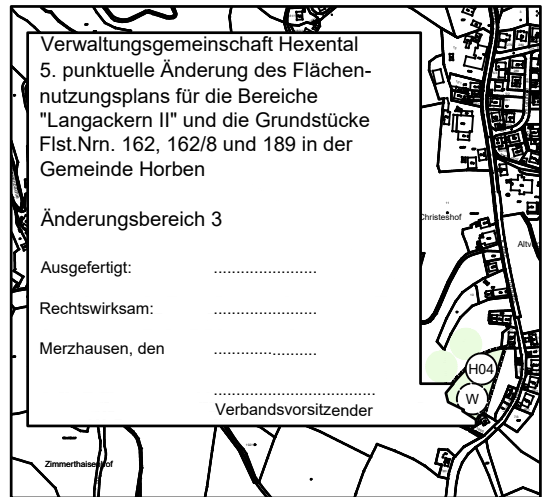 Verwaltungsgemeinschaft Hexental
5. punktuelle Änderung des Flächen-
nutzungsplans für die Bereiche
"Langackern II" und die Grundstücke
Flst.Nrn. 162, 162/8 und 189 in der
Gemeinde Horben
Änderungsbereich 3
Ausgefertigt: .......................
Rechtswirksam: .......................
Merzhausen, den .......................
....................................
Verbandsvorsitzender
Christeshof
H04
W